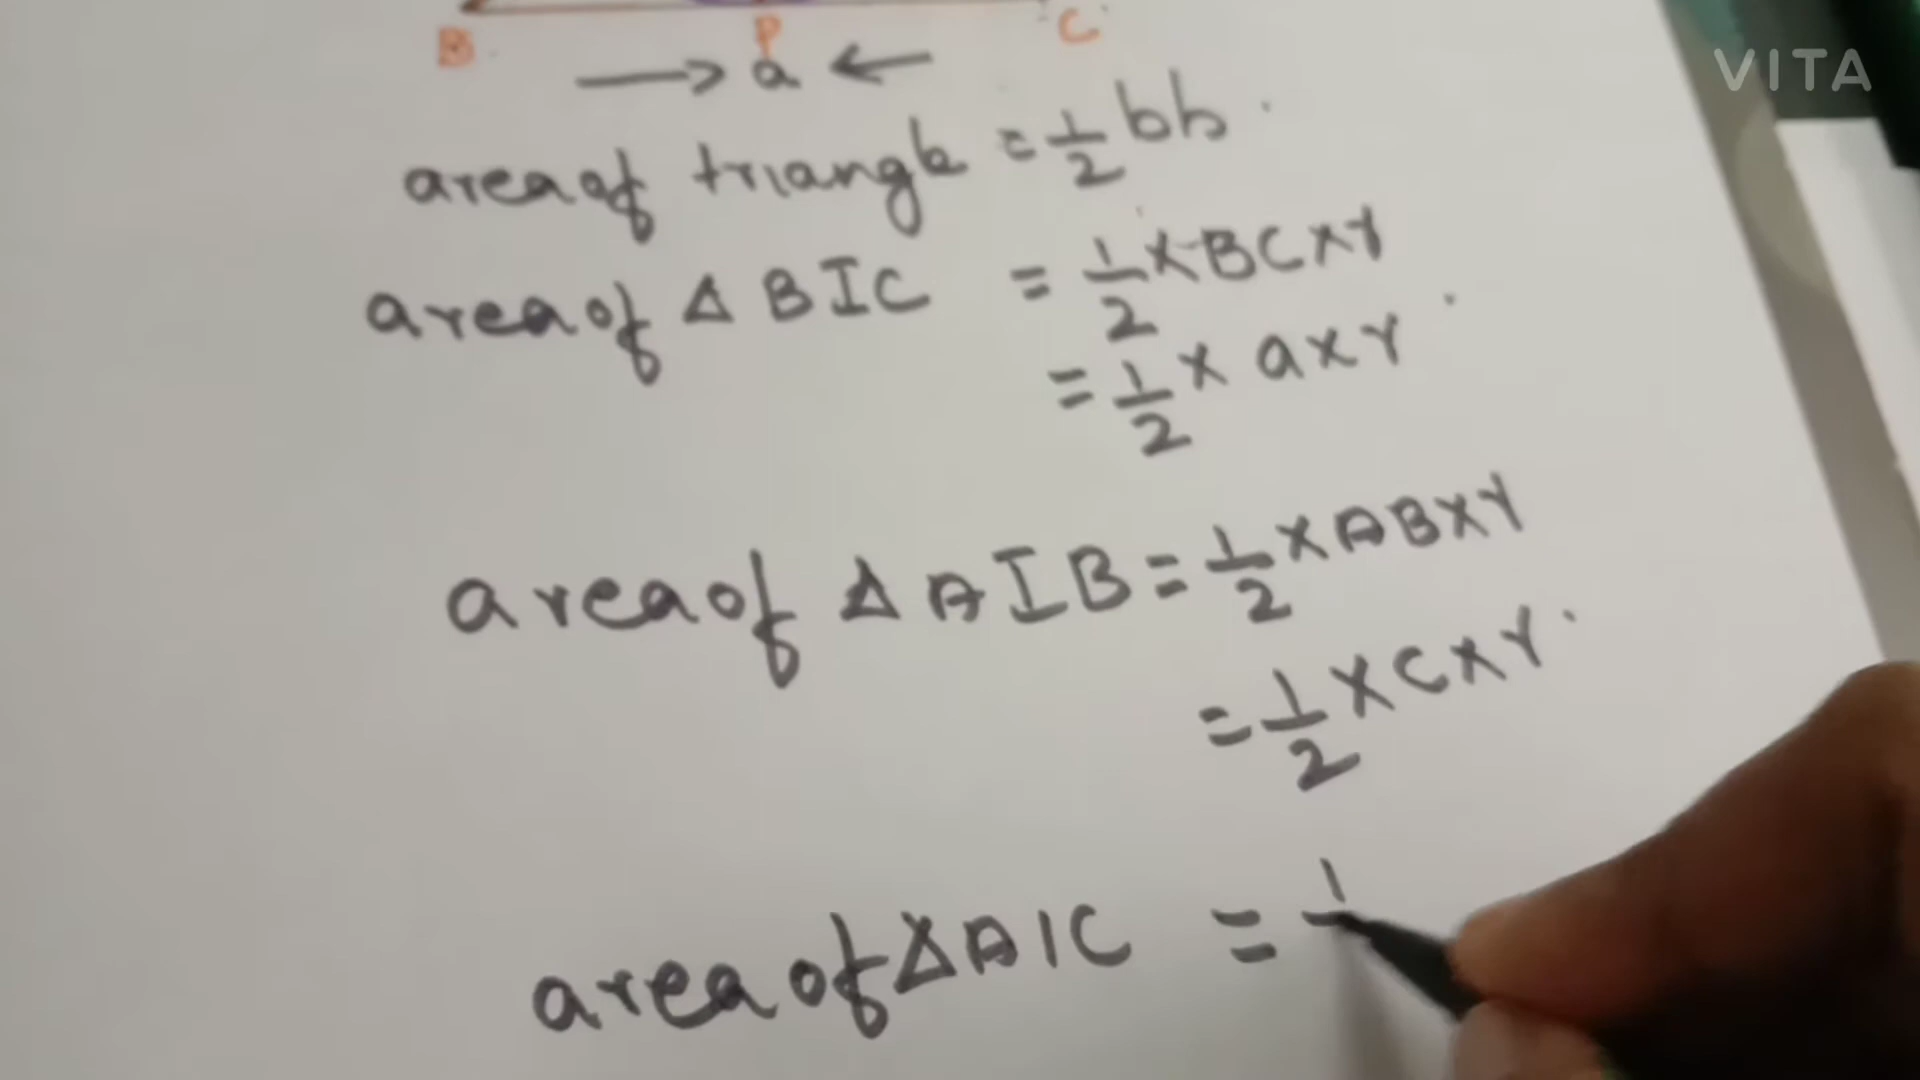 VITA
B P C
a
area of triangle = 1/2 bh.
area of Δ BIC = 1/2 × BC × r
= 1/2 × a × r
area of Δ AIB = 1/2 × AB × r
= 1/2 × c × r.
area of Δ AIC = 1